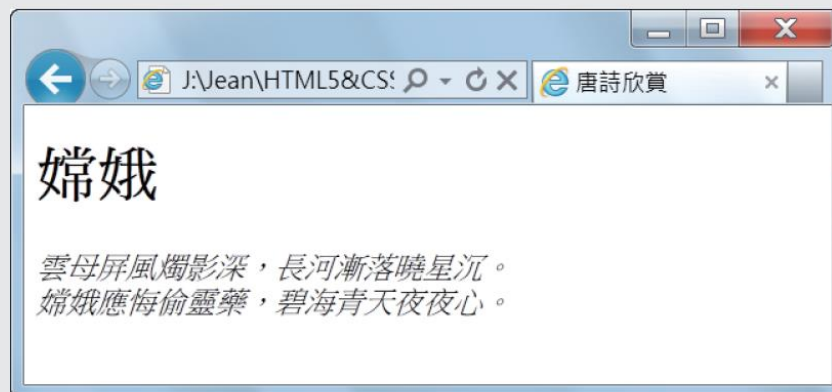 J:\Jean\HTML5&CSS
唐詩欣賞
嫦娥
雲母屏風燭影深，長河漸落曉星沉。
嫦娥應悔偷靈藥，碧海青天夜夜心。